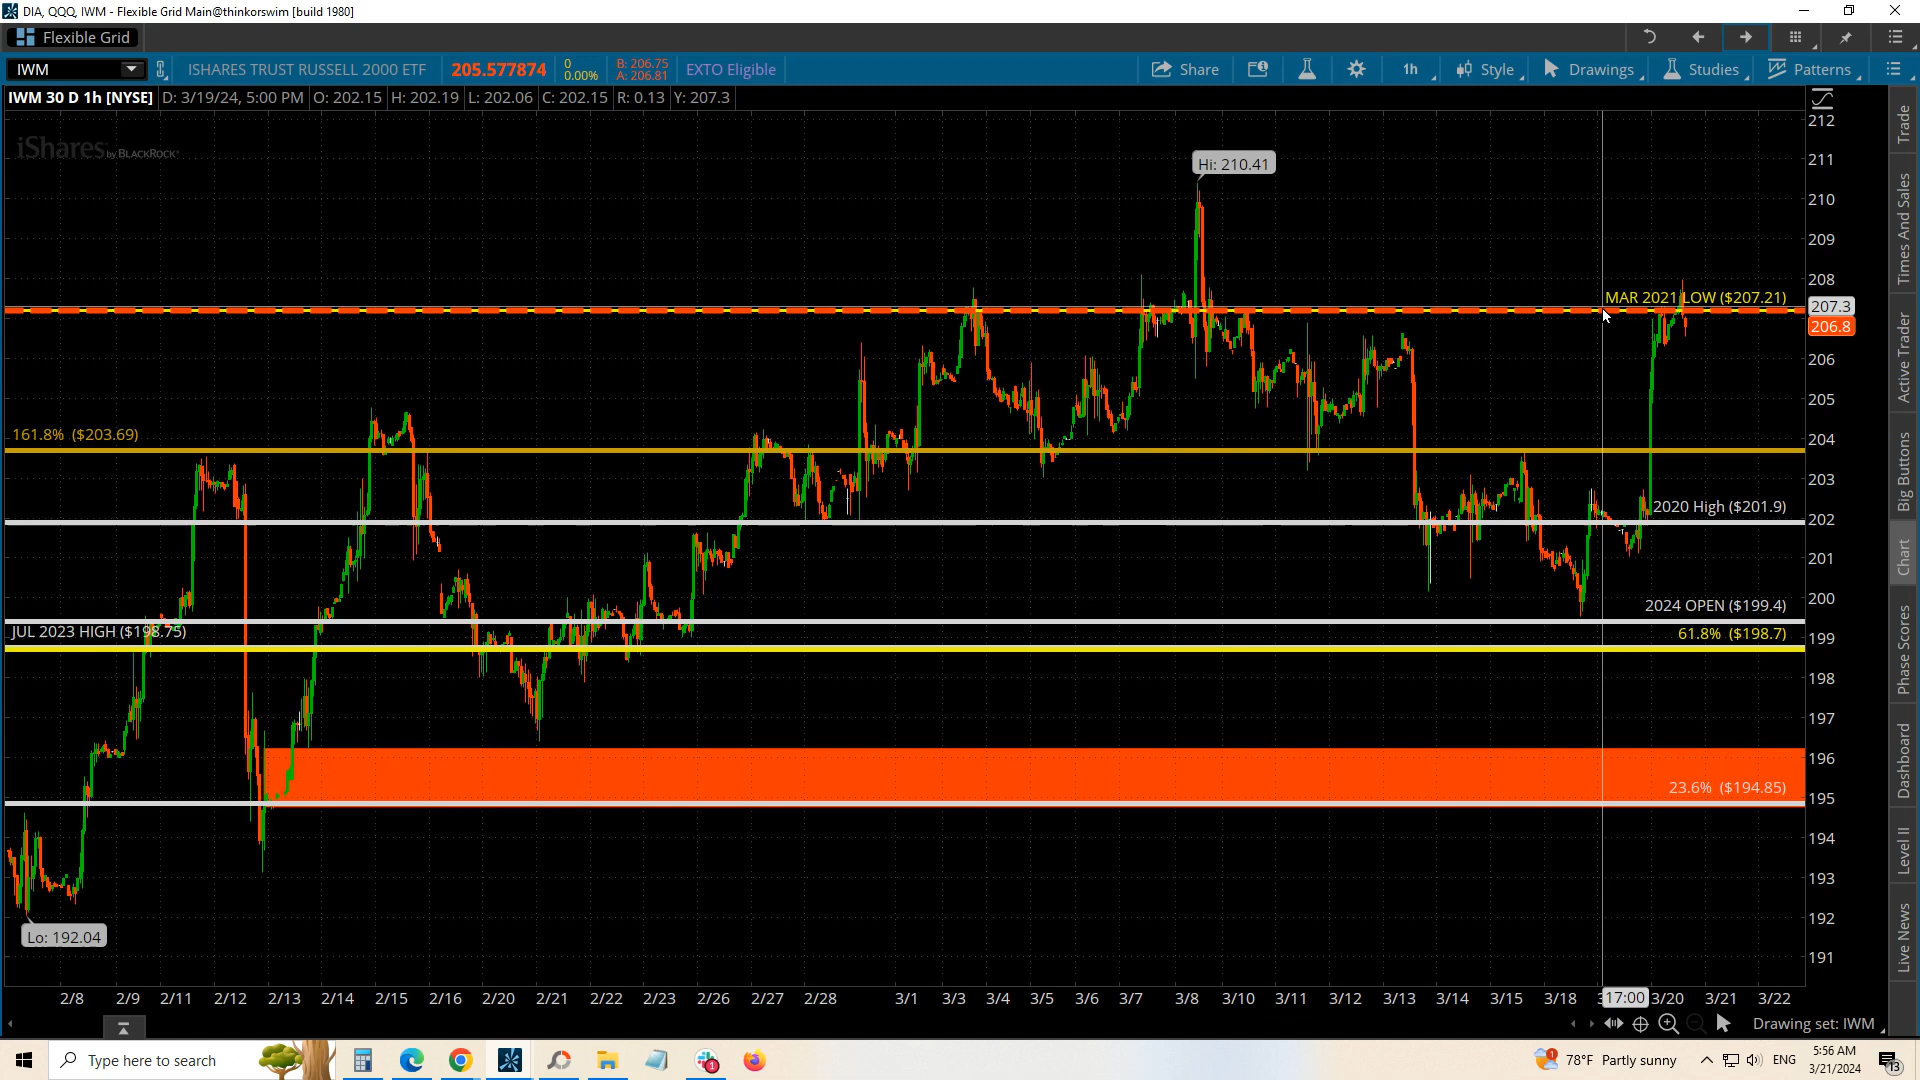 DIA, QQQ, IWM - Flexible Grid Main@thinkorswim [build 1980]
Flexible Grid
IWM
ISHARES TRUST RUSSELL 2000 ETF
205.577874
0
0.00%
B: 206.75
A: 206.81
EXTO Eligible
Share
1h
Style
Drawings
Studies
Patterns
IWM 30 D 1h [NYSE]
D: 3/19/24, 5:00 PM
O: 202.15
H: 202.19
L: 202.06
C: 202.15
R: 0.13
Y: 207.3
iShares by BLACKROCK
Hi: 210.41
MAR 2021 LOW ($207.21)
161.8% ($203.69)
2020 High ($201.9)
2024 OPEN ($199.4)
JUL 2023 HIGH ($198.75)
61.8% ($198.7)
23.6% ($194.85)
Lo: 192.04
212
211
210
209
208
207.3
206.8
206
205
204
203
202
201
200
199
198
197
196
195
194
193
192
191
Trade
Times And Sales
Active Trader
Big Buttons
Chart
Phase Scores
Dashboard
Level II
Live News
2/8
2/9
2/11
2/12
2/13
2/14
2/15
2/16
2/20
2/21
2/22
2/23
2/26
2/27
2/28
3/1
3/3
3/4
3/5
3/6
3/7
3/8
3/10
3/11
3/12
3/13
3/14
3/15
3/18
17:00
3/20
3/21
3/22
Drawing set: IWM
Type here to search
1
1
78°F Partly sunny
ENG
5:56 AM
3/21/2024
13